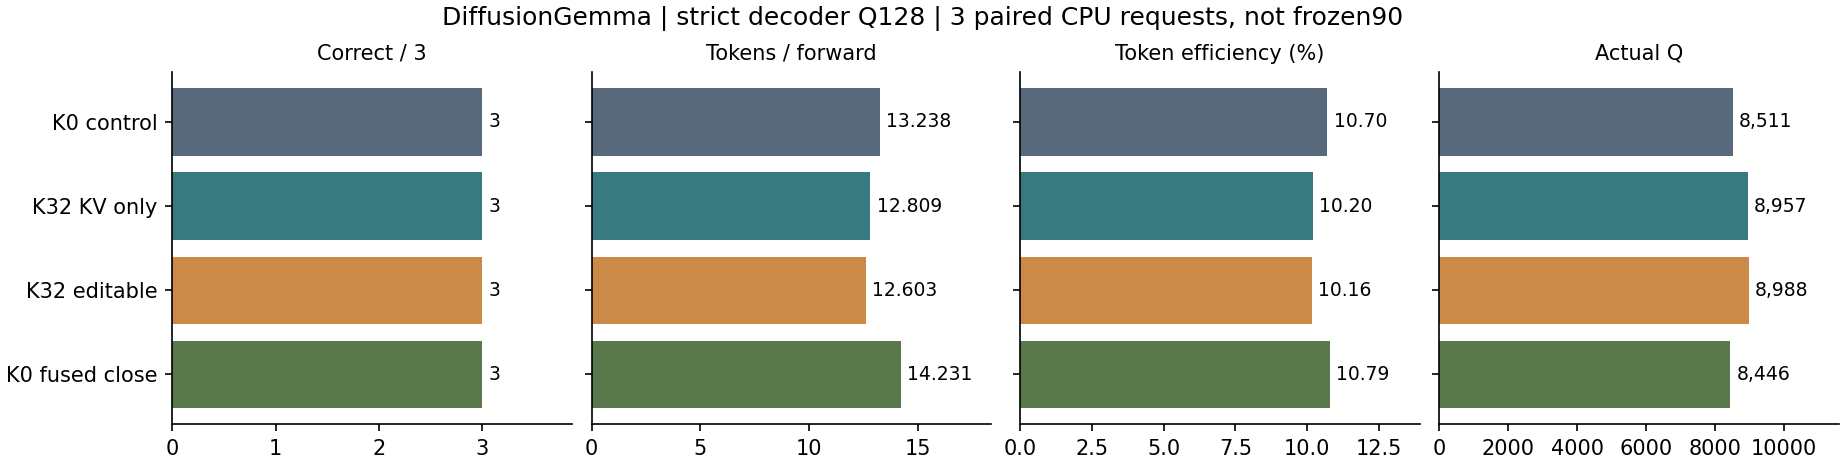 DiffusionGemma | strict decoder Q128 | 3 paired CPU requests, not frozen90
Correct / 3
Tokens / forward
Token efficiency (%)
Actual Q
K0 control
3
13.238
10.70
8,511
K32 KV only
3
12.809
10.20
8,957
K32 editable
3
12.603
10.16
8,988
K0 fused close
3
14.231
10.79
8,446
0 1 2 3
0 5 10 15
0.0 2.5 5.0 7.5 10.0 12.5
0 2000 4000 6000 8000 10000